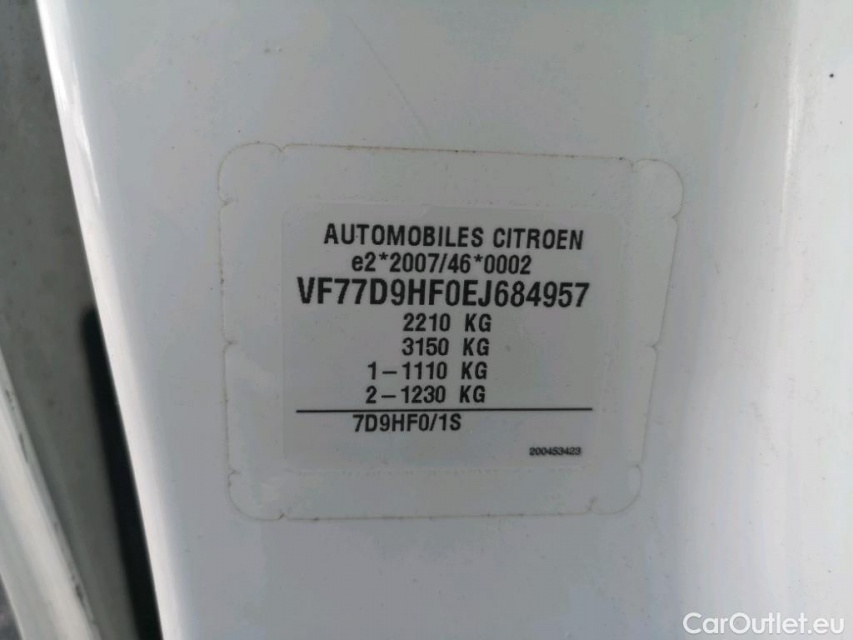 AUTOMOBILES CITROEN
e2*2007/46*0002
VF77D9HF0EJ684957
2210 KG
3150 KG
1-1110 KG
2-1230 KG
7D9HF0/1S
200453423
CarOutlet.eu